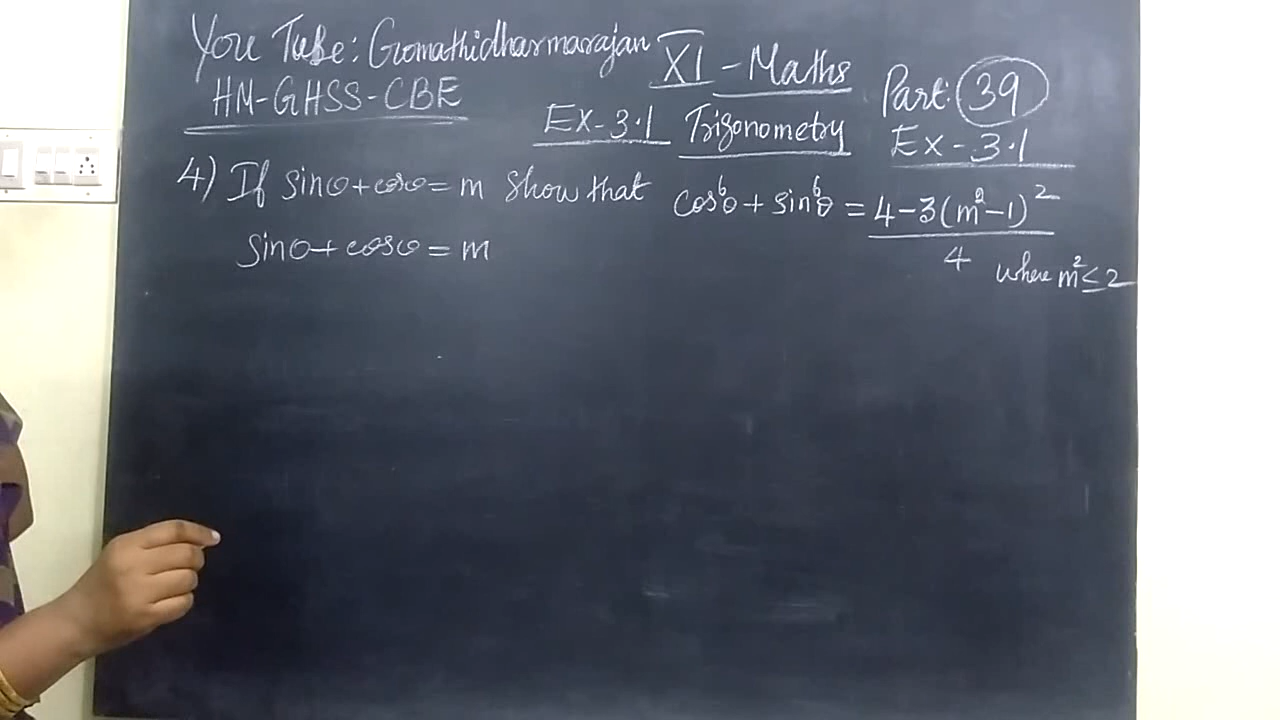 You Tube: Gomathidharmarajan
HM-GHSS-CBE
XI - Maths
Ex-3.1 Trigonometry
Part: 39
Ex-3.1
4) If sinθ+cosθ = m show that cos⁶θ + sin⁶θ = 4-3(m²-1)²
4 where m² ≤ 2
sinθ+cosθ = m